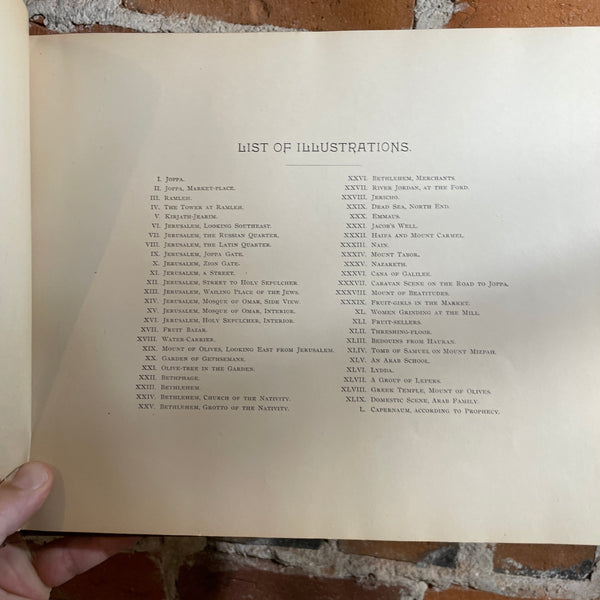 LIST OF ILLUSTRATIONS.
I. Joppa.
II. Joppa, Market-place.
III. Ramleh.
IV. The Tower at Ramleh.
V. Kirjath-Jearim.
VI. Jerusalem, looking Southeast.
VII. Jerusalem, the Russian Quarter.
VIII. Jerusalem, the Latin Quarter.
IX. Jerusalem, Joppa Gate.
X. Jerusalem, Zion Gate.
XI. Jerusalem, a Street.
XII. Jerusalem, Street to Holy Sepulcher.
XIII. Jerusalem, Wailing Place of the Jews.
XIV. Jerusalem, Mosque of Omar, Side View.
XV. Jerusalem, Mosque of Omar, Interior.
XVI. Jerusalem, Holy Sepulcher, Interior.
XVII. Fruit Bazar.
XVIII. Water-Carrier.
XIX. Mount of Olives, looking East from Jerusalem.
XX. Garden of Gethsemane.
XXI. Olive-tree in the Garden.
XXII. Bethphage.
XXIII. Bethlehem.
XXIV. Bethlehem, Church of the Nativity.
XXV. Bethlehem, Grotto of the Nativity.
XXVI. Bethlehem, Merchants.
XXVII. River Jordan, at the Ford.
XXVIII. Jericho.
XXIX. Dead Sea, North End.
XXX. Emmaus.
XXXI. Jacob's Well.
XXXII. Haifa and Mount Carmel.
XXXIII. Nain.
XXXIV. Mount Tabor.
XXXV. Nazareth.
XXXVI. Cana of Galilee.
XXXVII. Caravan Scene on the Road to Joppa.
XXXVIII. Mount of Beatitudes.
XXXIX. Fruit-girls in the Market.
XL. Women Grinding at the Mill.
XLI. Fruit-sellers.
XLII. Threshing-floor.
XLIII. Bedouins from Hauran.
XLIV. Tomb of Samuel on Mount Mizpah.
XLV. An Arab School.
XLVI. Lydda.
XLVII. A Group of Lepers.
XLVIII. Greek Temple, Mount of Olives.
XLIX. Domestic Scene, Arab Family.
L. Capernaum, according to Prophecy.